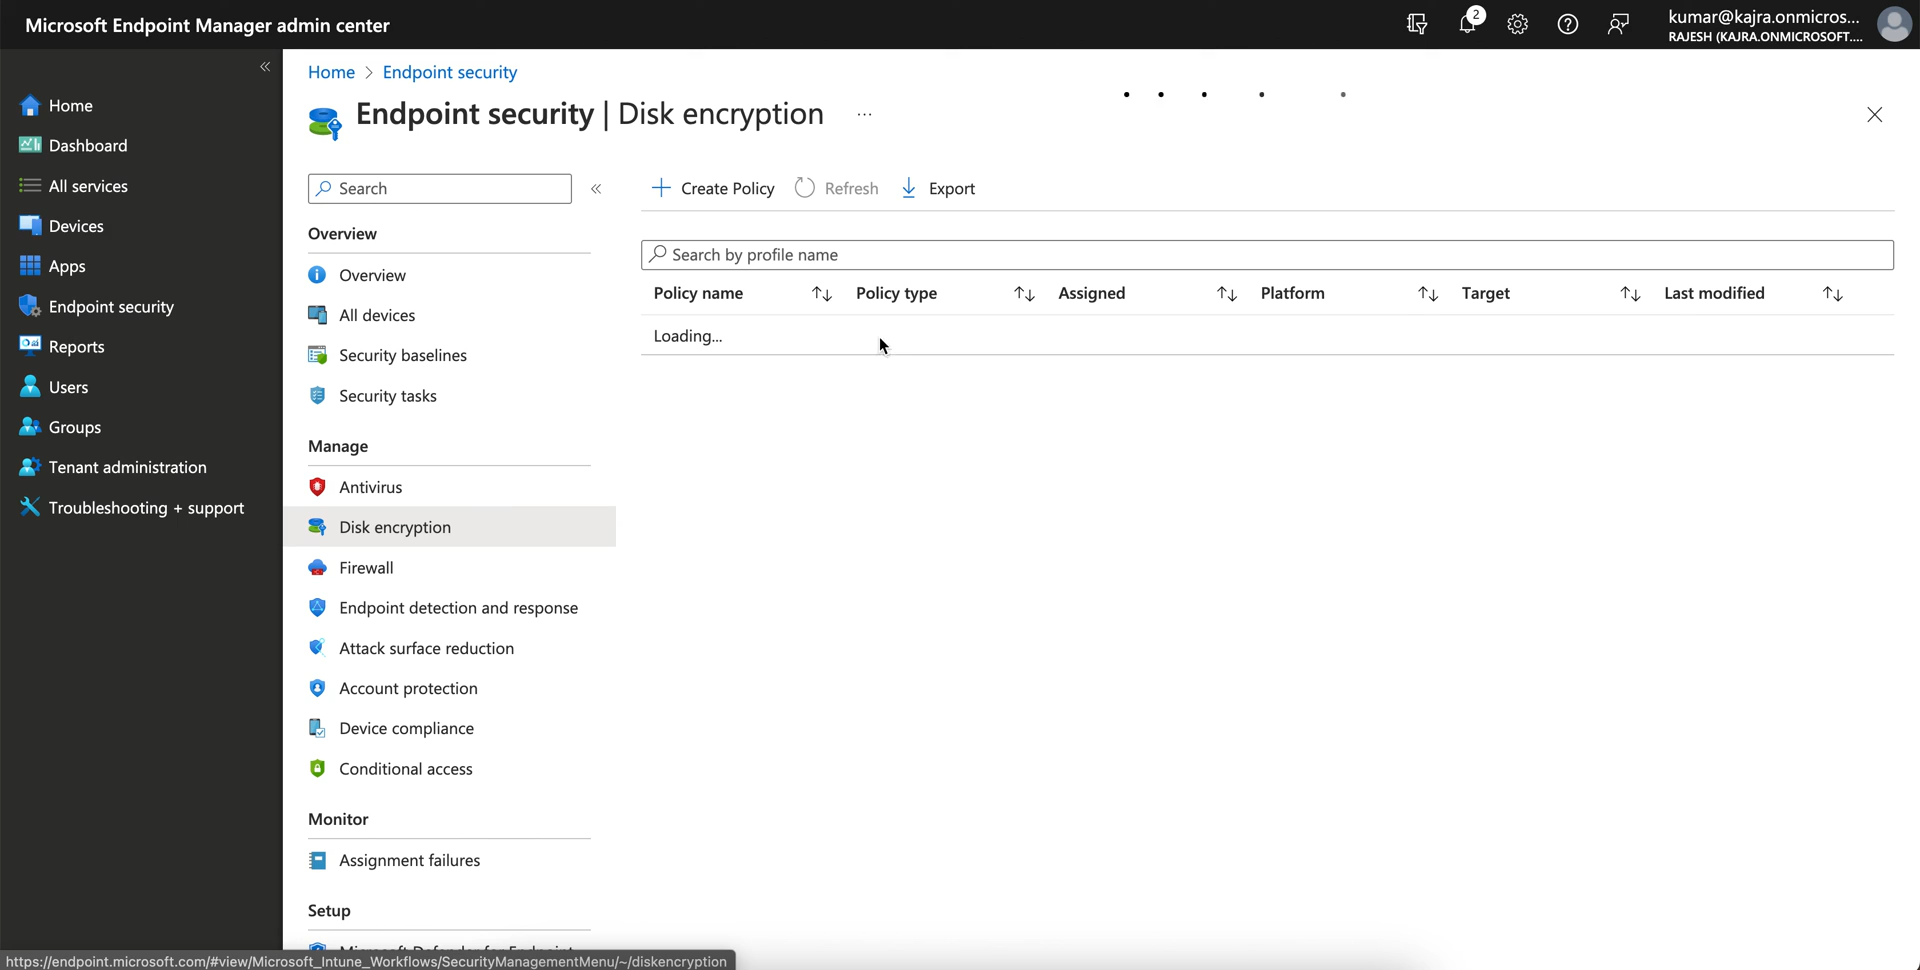 Microsoft Endpoint Manager admin center
2
kumar@kajra.onmicros...
RAJESH (KAJRA.ONMICROSOFT....
Home
Dashboard
All services
Devices
Apps
Endpoint security
Reports
Users
Groups
Tenant administration
Troubleshooting + support
Home > Endpoint security
Endpoint security | Disk encryption ...
Search
Overview
Overview
All devices
Security baselines
Security tasks
Manage
Antivirus
Disk encryption
Firewall
Endpoint detection and response
Attack surface reduction
Account protection
Device compliance
Conditional access
Monitor
Assignment failures
Setup
Microsoft Defender for Endpoint
Create Policy Refresh Export
Search by profile name
Policy name Policy type Assigned Platform Target Last modified
Loading...
https://endpoint.microsoft.com/#view/Microsoft_Intune_Workflows/SecurityManagementMenu/~/diskencryption